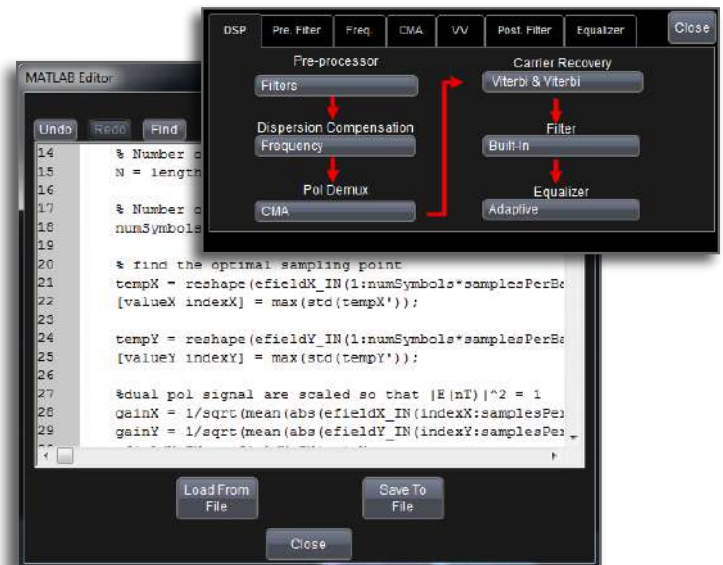 DSP Pre. Filter Freq. CMA VV Post. Filter Equalizer Close
Pre-processor Carrier Recovery
Filters Viterbi & Viterbi
Dispersion Compensation Filter
Frequency Built-In
Pol Demux Equalizer
CMA Adaptive
MATLAB Editor
Undo Redo Find
14 % Number
15 N = length
16
17 % Number
18 numSymbols
19
20 % find the optimal sampling point
21 tempX = reshape(efieldX_IN(1:numSymbols*samplesPerBa
22 [valueX indexX] = max(std(tempX'));
23
24 tempY = reshape(efieldY_IN(1:numSymbols*samplesPerBa
25 [valueY indexY] = max(std(tempY'));
26
27 %dual pol signal are scaled so that |E(nT)|^2 = 1
28 gainX = 1/sqrt(mean(abs(efieldX_IN(indexX:samplesPer
29 gainY = 1/sqrt(mean(abs(efieldY_IN(indexY:samplesPer
Load From File
Save To File
Close